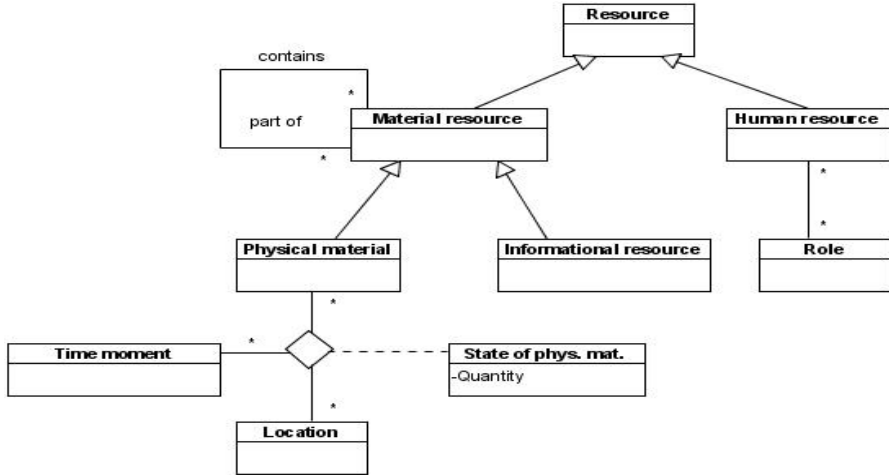 Resource
contains
*
Material resource
Human resource
part of
*
*
*
Physical material
Informational resource
Role
*
*
Time moment
State of phys. mat.
-Quantity
*
Location